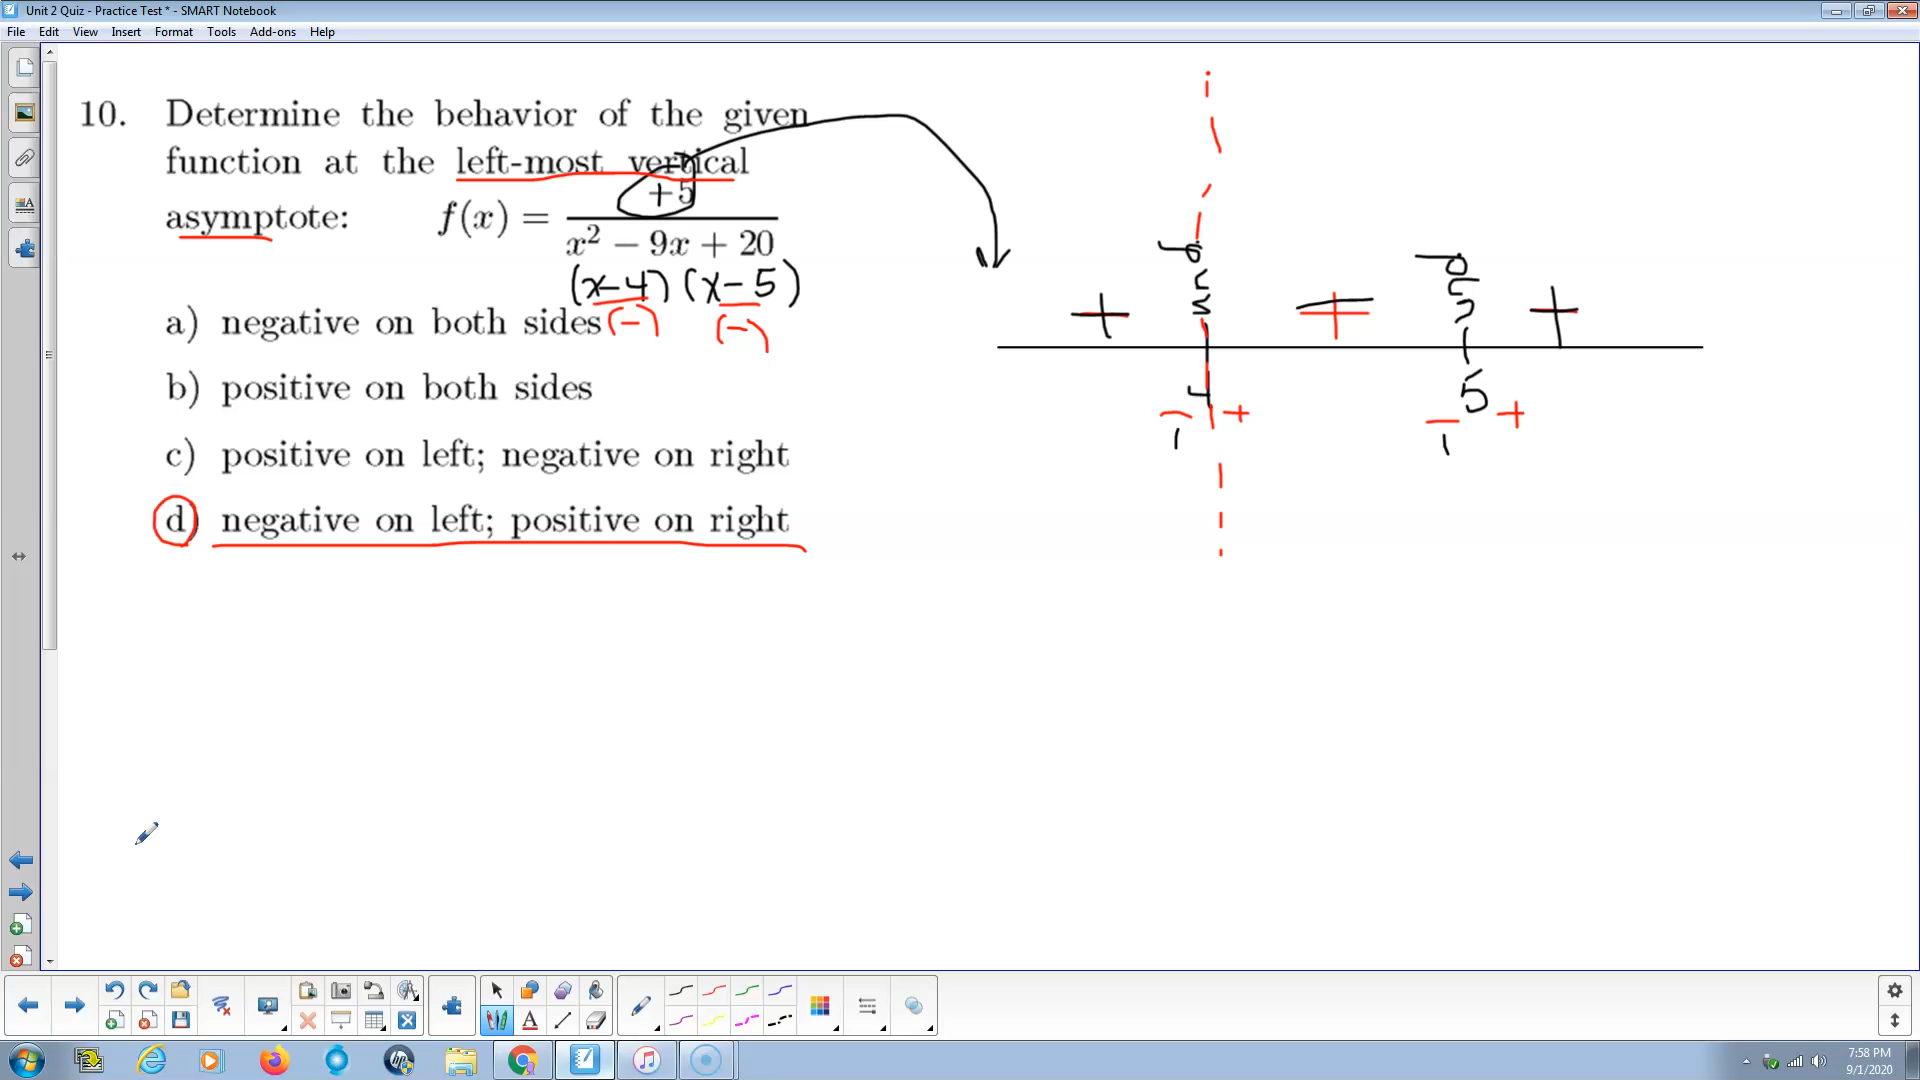 Unit 2 Quiz - Practice Test * - SMART Notebook
File Edit View Insert Format Tools Add-ons Help
10. Determine the behavior of the given
function at the left-most vertical
+5
asymptote: f(x) =
x² − 9x + 20
(x-4) (x-5)
(-) (-)
a) negative on both sides
b) positive on both sides
c) positive on left; negative on right
d) negative on left; positive on right
+ + +
4 5
- + - +
7:58 PM
9/1/2020